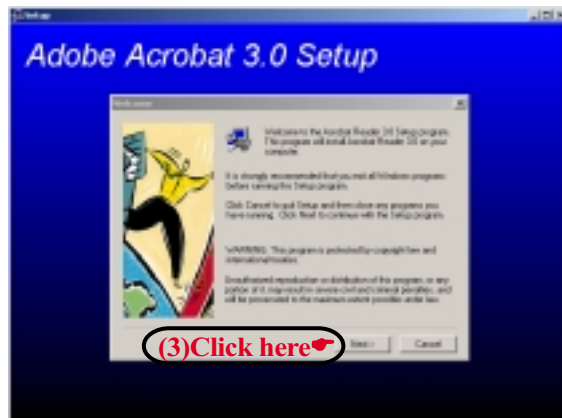 Setup
Adobe Acrobat 3.0 Setup
Welcome
Welcome to the Acrobat Reader 3.0 Setup program.
This program will install Acrobat Reader 3.0 on your
computer.
It is strongly recommended that you exit all Windows programs
before running this Setup program.
Click Cancel to quit Setup and then close any programs you
have running. Click Next to continue with the Setup program.
WARNING: This program is protected by copyright law and
international treaties.
Unauthorized reproduction or distribution of this program, or any
portion of it, may result in severe civil and criminal penalties, and
will be prosecuted to the maximum extent possible under law.
(3)Click here
Next >
Cancel